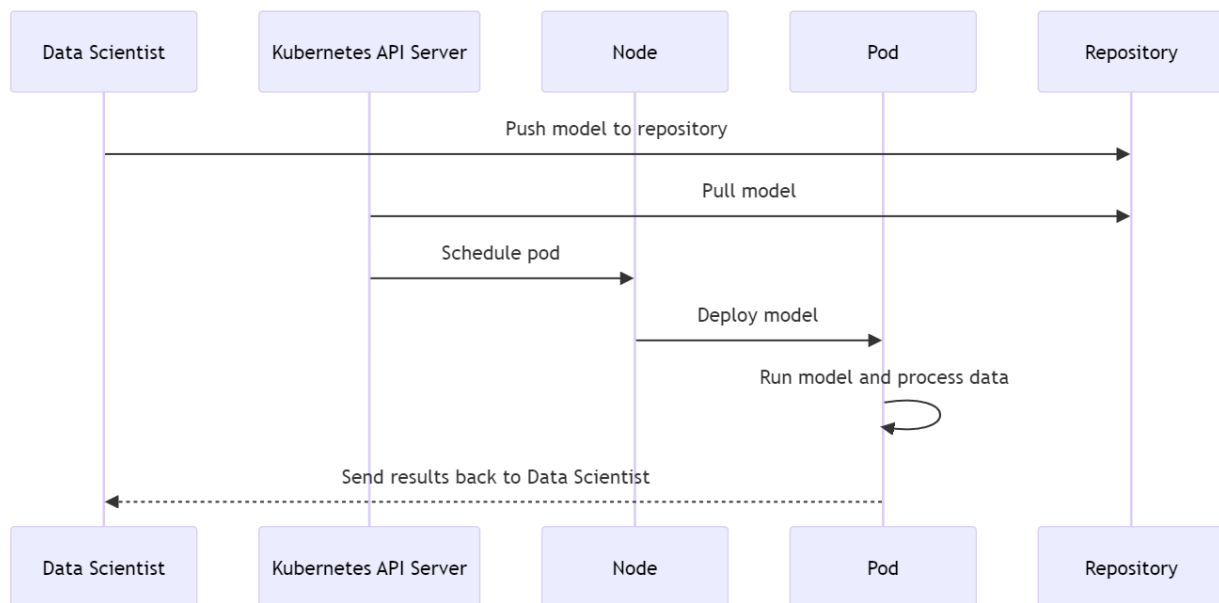 Data Scientist
Kubernetes API Server
Node
Pod
Repository
Push model to repository
Pull model
Schedule pod
Deploy model
Run model and process data
Send results back to Data Scientist
Data Scientist
Kubernetes API Server
Node
Pod
Repository